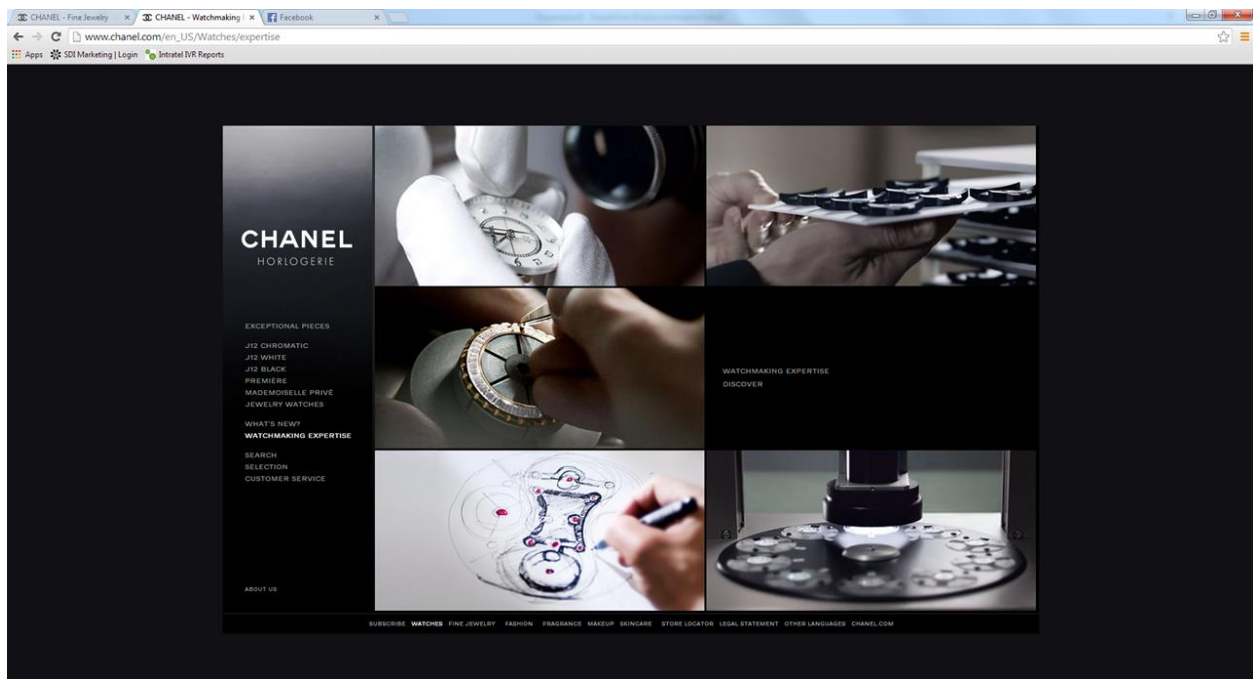 CHANEL - Fine Jewelry
CHANEL - Watchmaking
Facebook
www.chanel.com/en_US/Watches/expertise
Apps
SDI Marketing | Login
Intratel IVR Reports
CHANEL
HORLOGERIE
EXCEPTIONAL PIECES
J12 CHROMATIC
J12 WHITE
J12 BLACK
PREMIÈRE
MADEMOISELLE PRIVÉ
JEWELRY WATCHES
WHAT'S NEW?
WATCHMAKING EXPERTISE
SEARCH
SELECTION
CUSTOMER SERVICE
ABOUT US
WATCHMAKING EXPERTISE
DISCOVER
SUBSCRIBE WATCHES FINE JEWELRY FASHION FRAGRANCE MAKEUP SKINCARE STORE LOCATOR LEGAL STATEMENT OTHER LANGUAGES CHANEL.COM